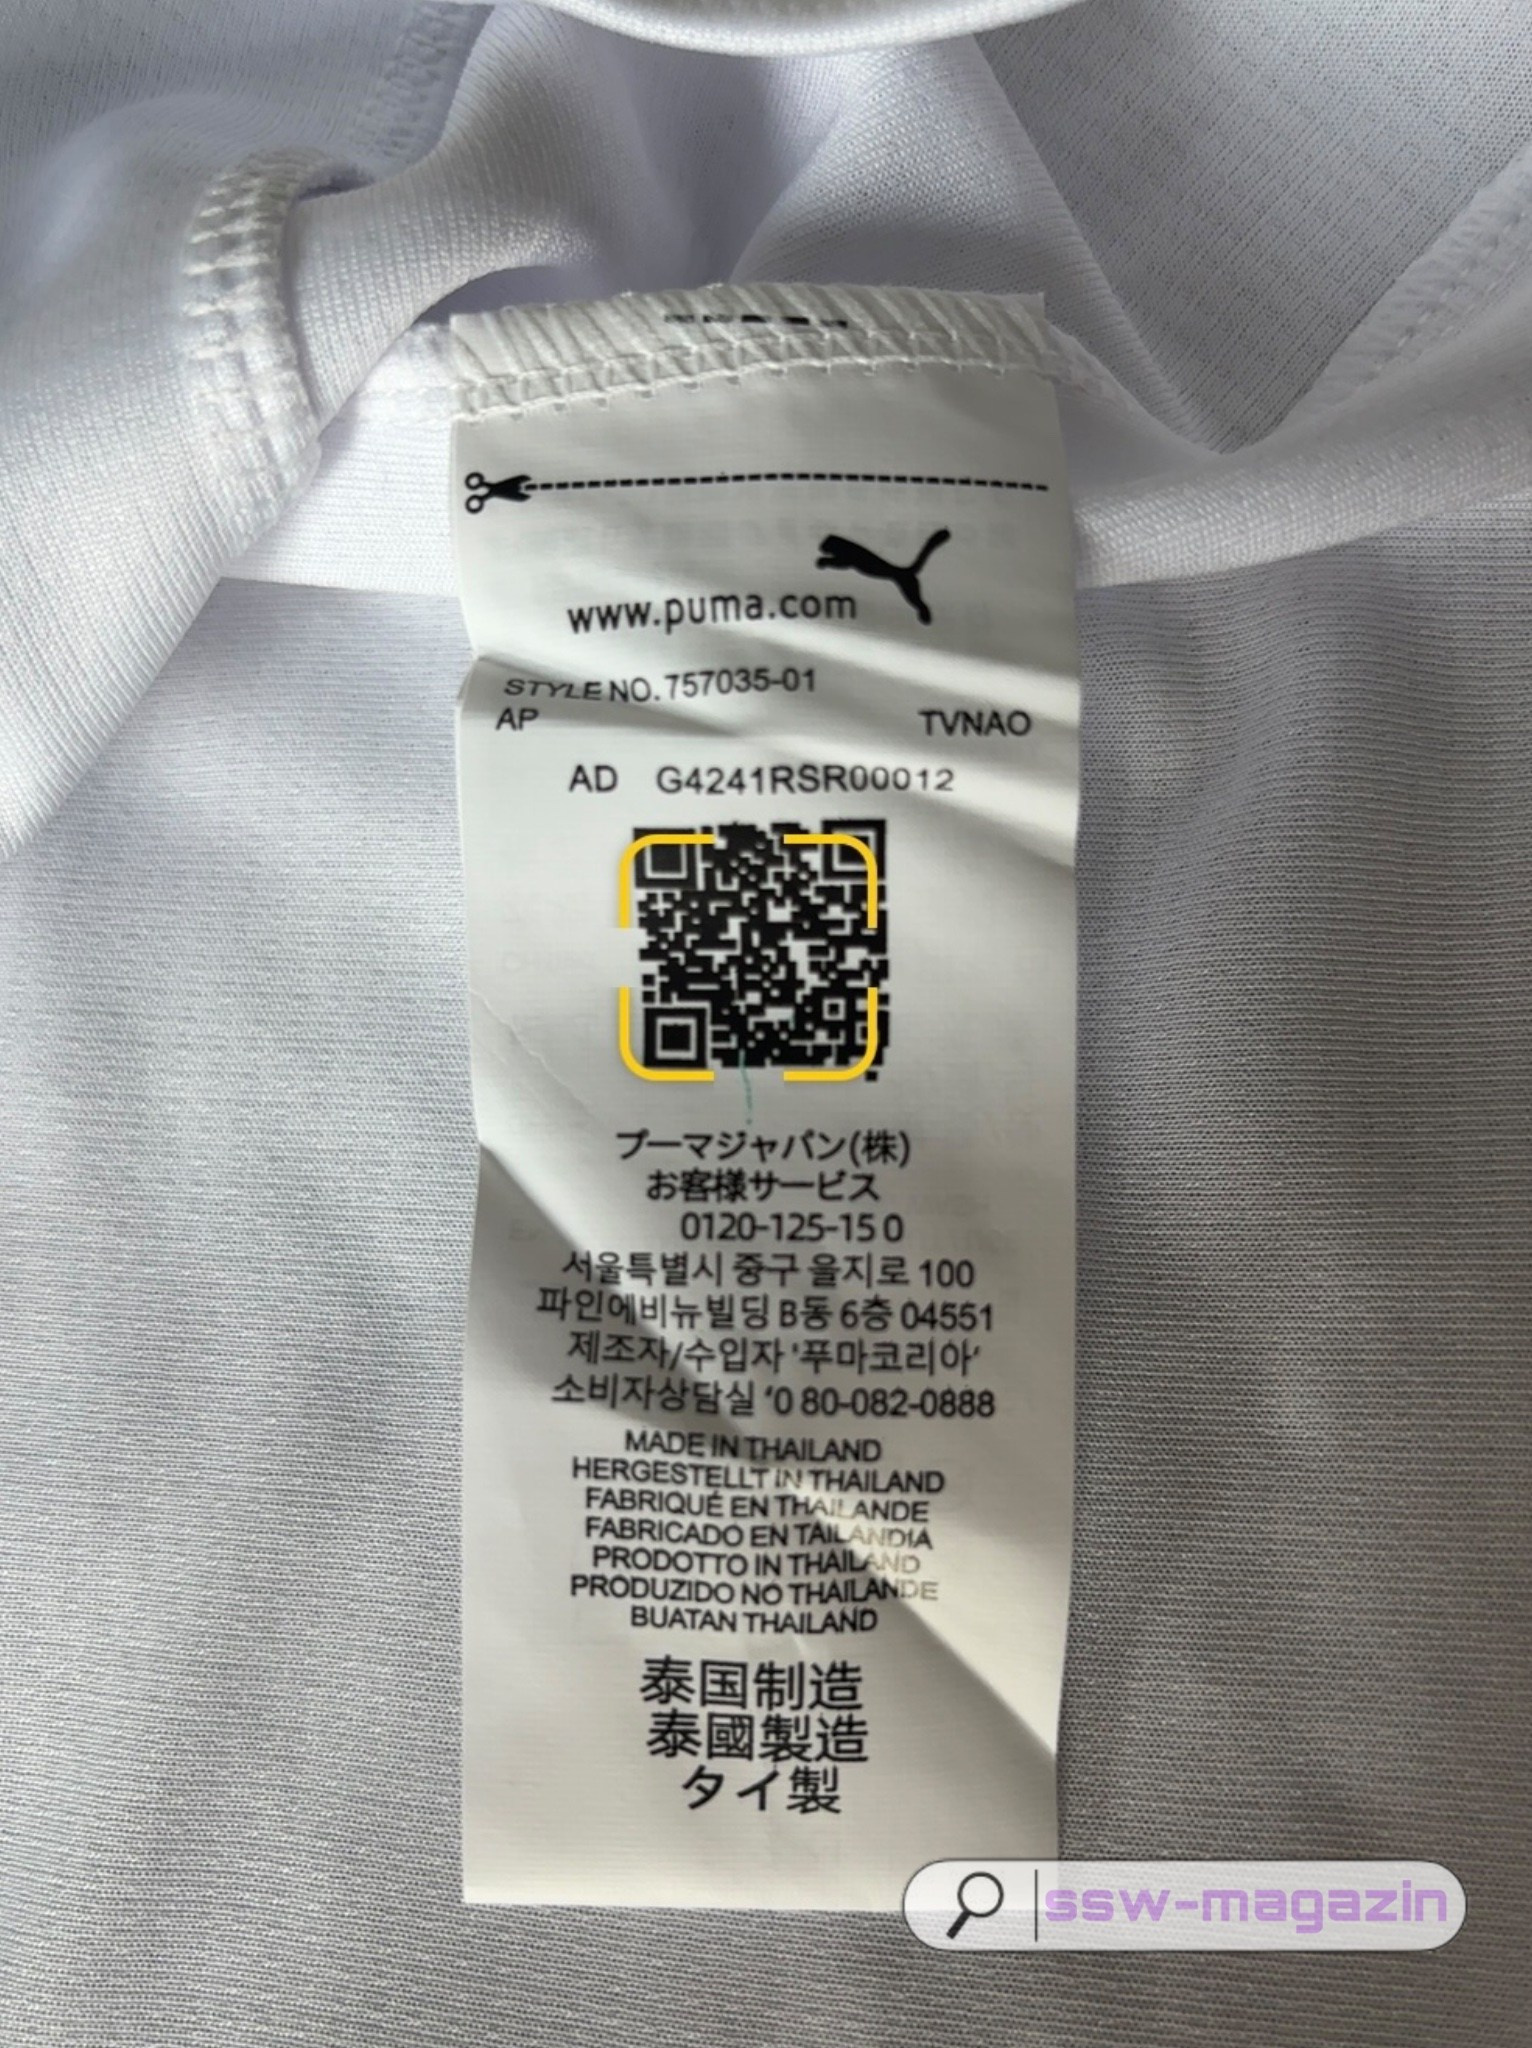 www.puma.com
STYLE NO. 757035-01
AP TVNAO
AD G4241RSR00012
プーマジャパン(株)
お客様サービス
0120-125-15 0
서울특별시 중구 을지로 100
파인에비뉴빌딩 B동 6층 04551
제조자/수입자 '푸마코리아'
소비자상담실 '0 80-082-0888
MADE IN THAILAND
HERGESTELLT IN THAILAND
FABRIQUÉ EN THAILANDE
FABRICADO EN TAILANDIA
PRODOTTO IN THAILAND
PRODUZIDO NO THAILANDE
BUATAN THAILAND
泰国制造
泰國製造
タイ製
ssw-magazin